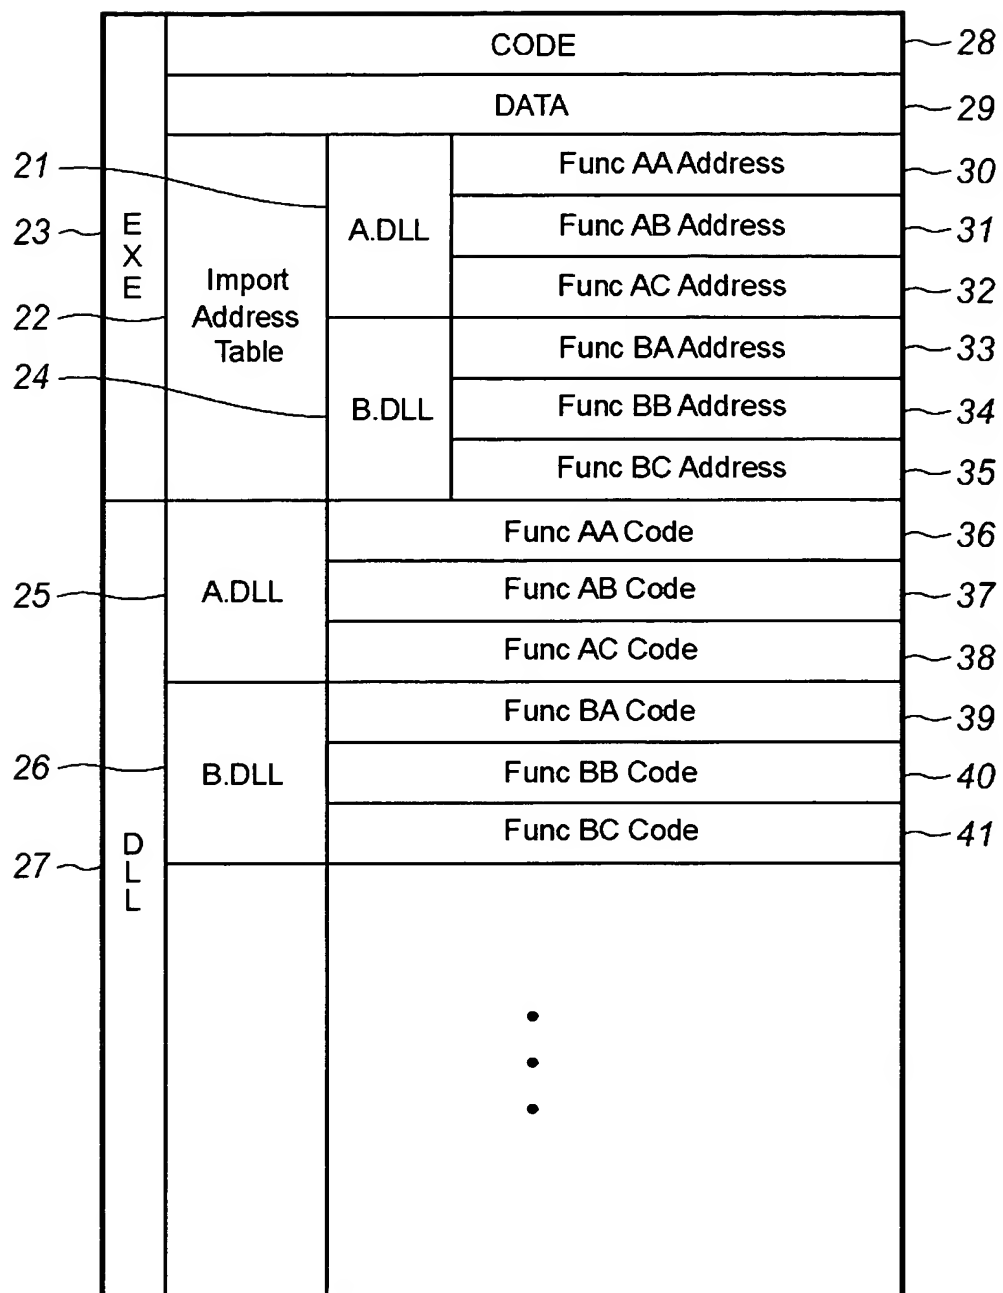 CODE 28
DATA 29
21
23
22
24
EXE
Import
Address
Table
A.DLL
Func AA Address 30
Func AB Address 31
Func AC Address 32
B.DLL
Func BA Address 33
Func BB Address 34
Func BC Address 35
25
26
27
DLL
A.DLL
Func AA Code 36
Func AB Code 37
Func AC Code 38
B.DLL
Func BA Code 39
Func BB Code 40
Func BC Code 41